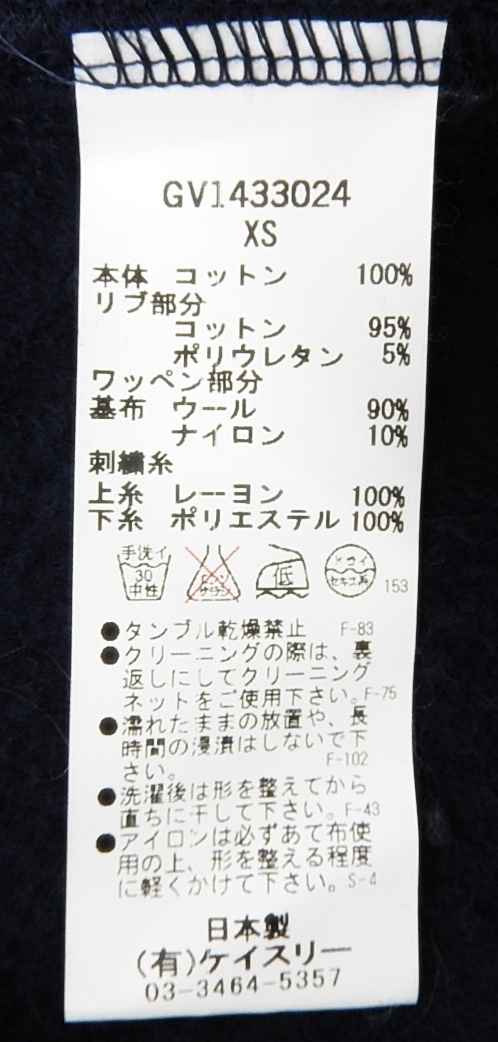 GV1433024
XS
本体 コットン 100%
リブ部分
コットン 95%
ポリウレタン 5%
ワッペン部分
基布 ウール 90%
ナイロン 10%
刺繍糸
上糸 レーヨン 100%
下糸 ポリエステル 100%
手洗イ 30 中性 エンソ サラシ 低 ドライ セキユ系 153
●タンブル乾燥禁止 F-83
●クリーニングの際は、裏
返しにしてクリーニング
ネットをご使用下さい。F-75
●濡れたままの放置や、長
時間の浸漬はしないで下
さい。 F-102
●洗濯後は形を整えてから
直ちに干して下さい。F-43
●アイロンは必ずあて布使
用の上、形を整える程度
に軽くかけて下さい。S-4
日本製
(有)ケイスリー
03-3464-5357